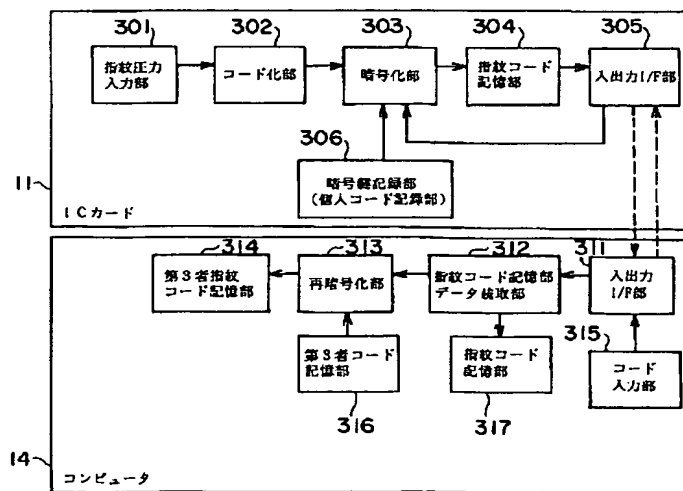 301
302
303
304
305
指紋圧力
入力部
コード化部
暗号化部
指紋コード
記憶部
入出力I/F部
306
暗号鍵記録部
(個人コード記録部)
11
ICカード
314
313
312
311
第3者指紋
コード記憶部
再暗号化部
指紋コード記憶部
データ読取部
入出力
I/F部
315
第3者コード
記憶部
指紋コード
記憶部
コード
入力部
316
317
14
コンピュータ